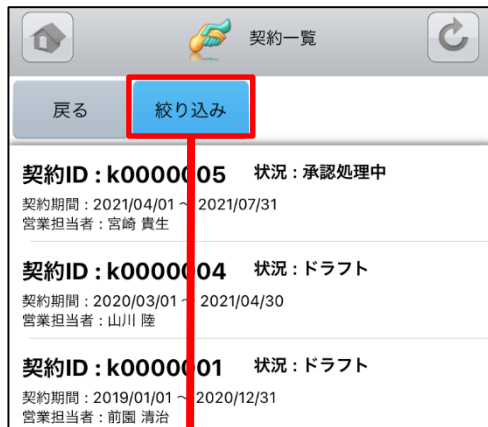 契約一覧
戻る 絞り込み
契約ID : k0000005 状況 : 承認処理中
契約期間 : 2021/04/01 ~ 2021/07/31
営業担当者 : 宮崎 貴生
契約ID : k0000004 状況 : ドラフト
契約期間 : 2020/03/01 ~ 2021/04/30
営業担当者 : 山川 陸
契約ID : k0000001 状況 : ドラフト
契約期間 : 2019/01/01 ~ 2020/12/31
営業担当者 : 前園 清治